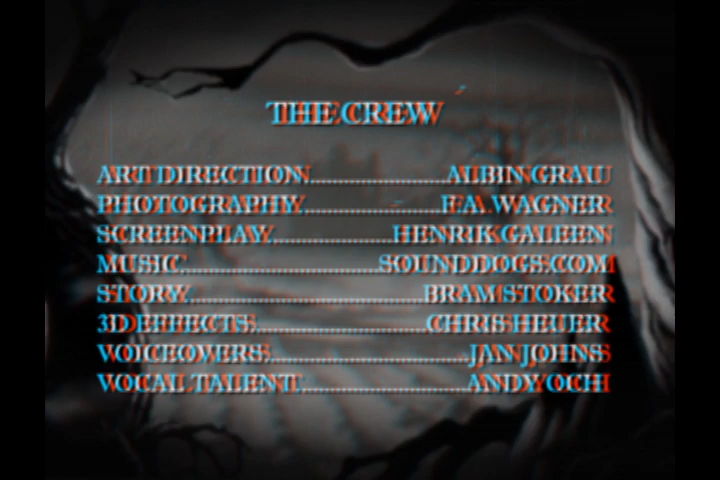 THE CREW
ART DIRECTION....................ALBIN GRAU
PHOTOGRAPHY....................F.A. WAGNER
SCREENPLAY....................HENRIK GALEEN
MUSIC....................SOUNDDOGS.COM
STORY....................BRAM STOKER
3D EFFECTS....................CHRIS HEUER
VOICEOVERS....................JAN JOHNS
VOCAL TALENT....................ANDY OCH